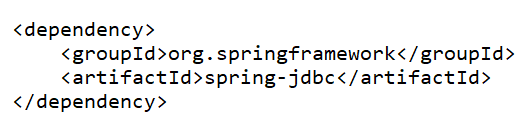 <dependency>
    <groupId>org.springframework</groupId>
    <artifactId>spring-jdbc</artifactId>
</dependency>